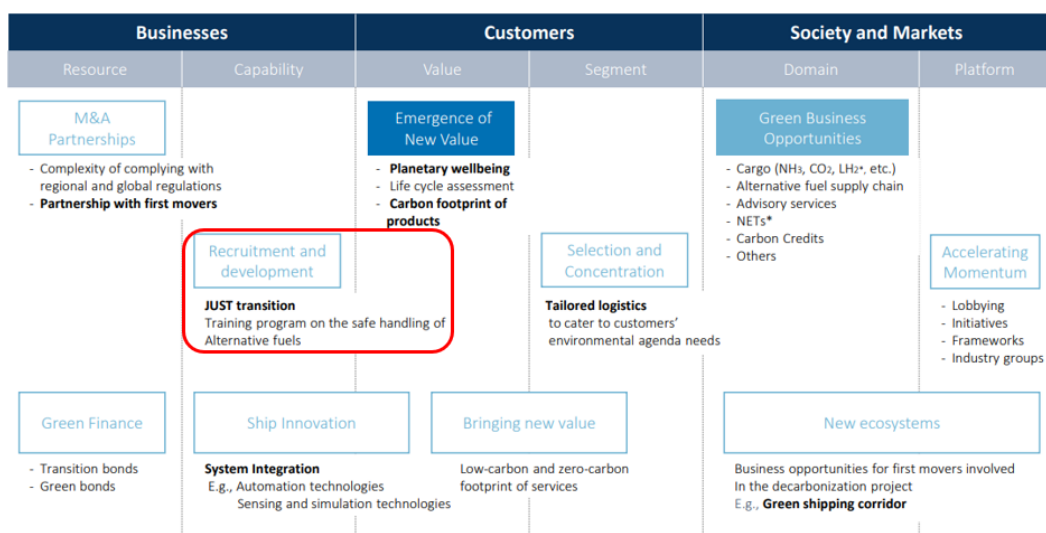 Businesses Customers Society and Markets
Resource Capability Value Segment Domain Platform
M&A
Partnerships
- Complexity of complying with
regional and global regulations
- Partnership with first movers
Emergence of
New Value
- Planetary wellbeing
- Life cycle assessment
- Carbon footprint of
products
Green Business
Opportunities
- Cargo (NH₃, CO₂, LH₂*, etc.)
- Alternative fuel supply chain
- Advisory services
- NETs*
- Carbon Credits
- Others
Recruitment and
development
JUST transition
Training program on the safe handling of
Alternative fuels
Selection and
Concentration
Tailored logistics
to cater to customers’
environmental agenda needs
Accelerating
Momentum
- Lobbying
- Initiatives
- Frameworks
- Industry groups
Green Finance
- Transition bonds
- Green bonds
Ship Innovation
System Integration
E.g., Automation technologies
Sensing and simulation technologies
Bringing new value
Low-carbon and zero-carbon
footprint of services
New ecosystems
Business opportunities for first movers involved
In the decarbonization project
E.g., Green shipping corridor